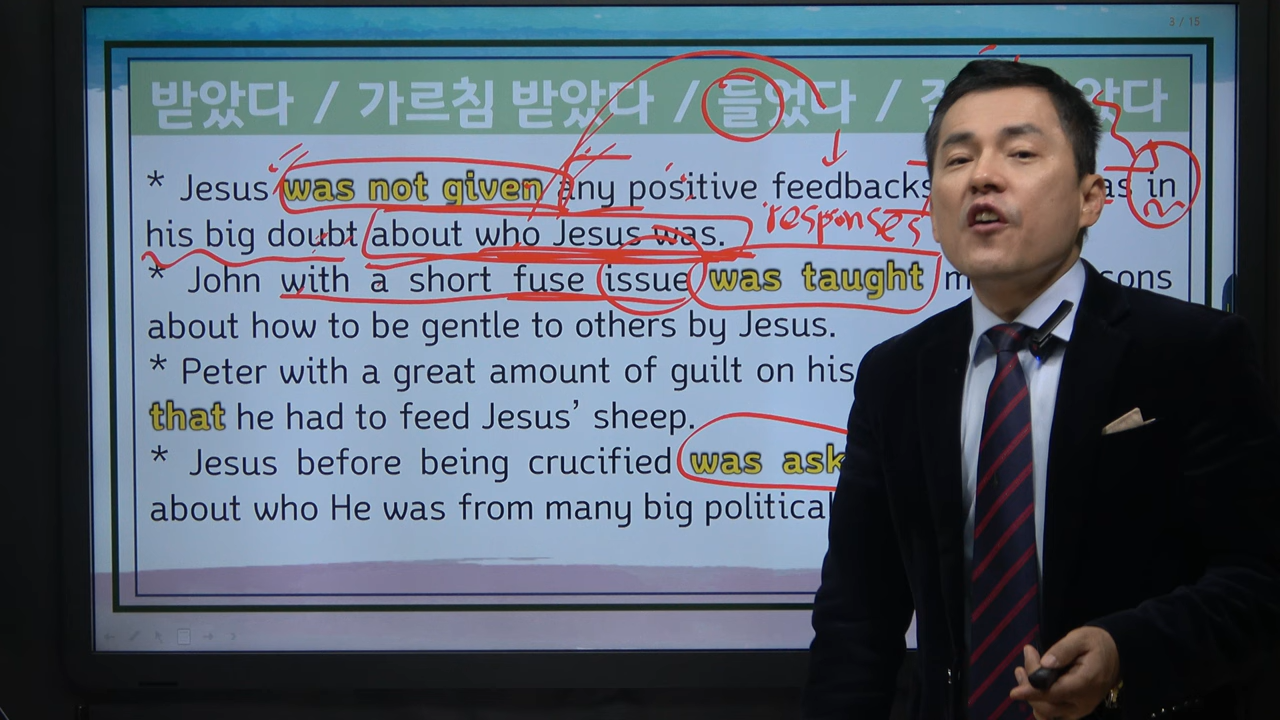 3 / 15
받았다 / 가르침 받았다 / 들었다 /
* Jesus was not given any positive feedbacks as in
responses
his big doubt about who Jesus was.
* John with a short fuse issue was taught
about how to be gentle to others by Jesus.
* Peter with a great amount of guilt on his
that he had to feed Jesus' sheep.
* Jesus before being crucified was
about who He was from many big political